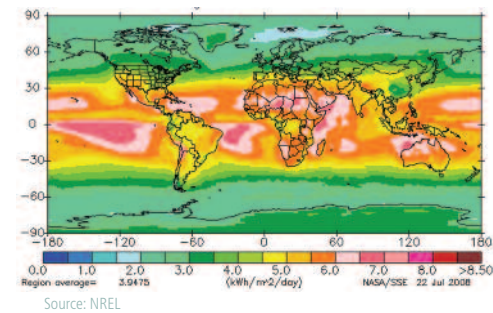 90
60
30
0
−30
−60
−90
−180 −120 −60 0 60 120 180
0.0 1.0 2.0 3.0 4.0 5.0 6.0 7.0 8.0 >8.50
Region average= 3.9475 (kWh/m^2/day) NASA/SSE 22 Jul 2008
Source: NREL